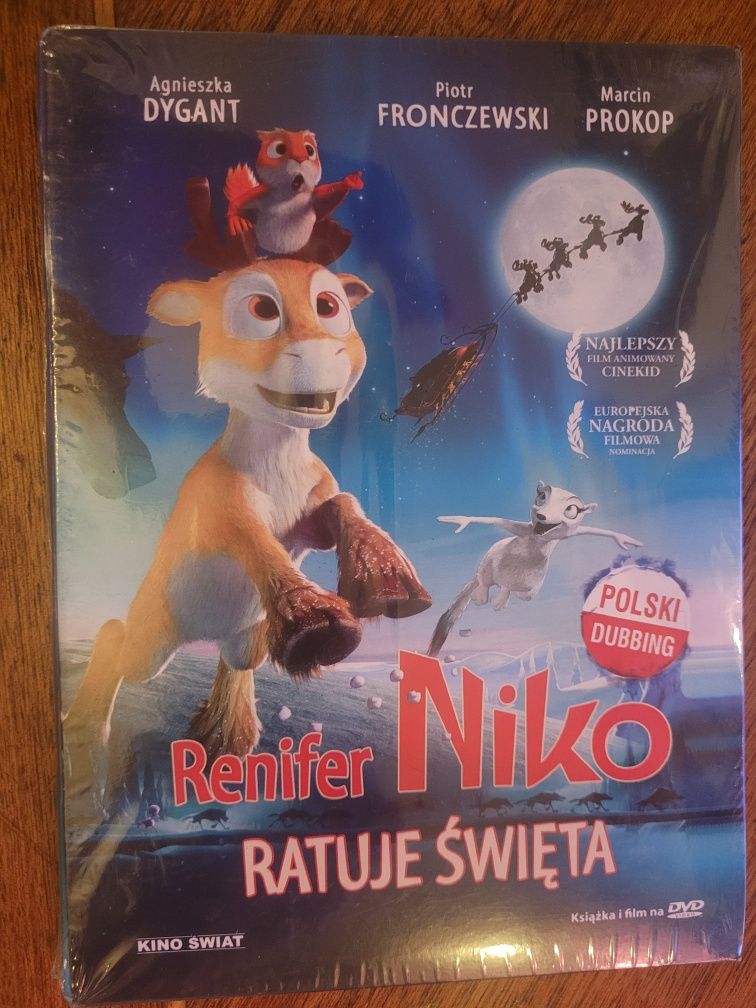 Agnieszka
DYGANT
Piotr
FRONCZEWSKI
Marcin
PROKOP
NAJLEPSZY
FILM ANIMOWANY
CINEKID
EUROPEJSKA
NAGRODA
FILMOWA
NOMINACJA
POLSKI
DUBBING
Renifer Niko
RATUJE ŚWIĘTA
Książka i film na DVD
VIDEO
KINO ŚWIAT